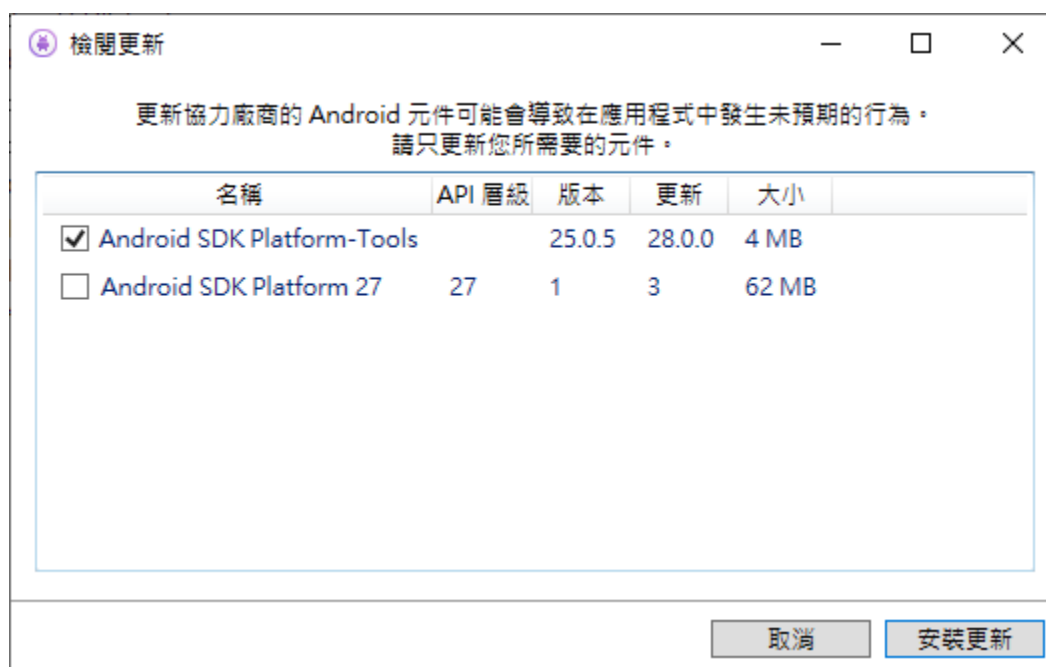 檢閱更新
更新協力廠商的 Android 元件可能會導致在應用程式中發生未預期的行為。
請只更新您所需要的元件。
名稱 API 層級 版本 更新 大小
Android SDK Platform-Tools 25.0.5 28.0.0 4 MB
Android SDK Platform 27 27 1 3 62 MB
取消 安裝更新